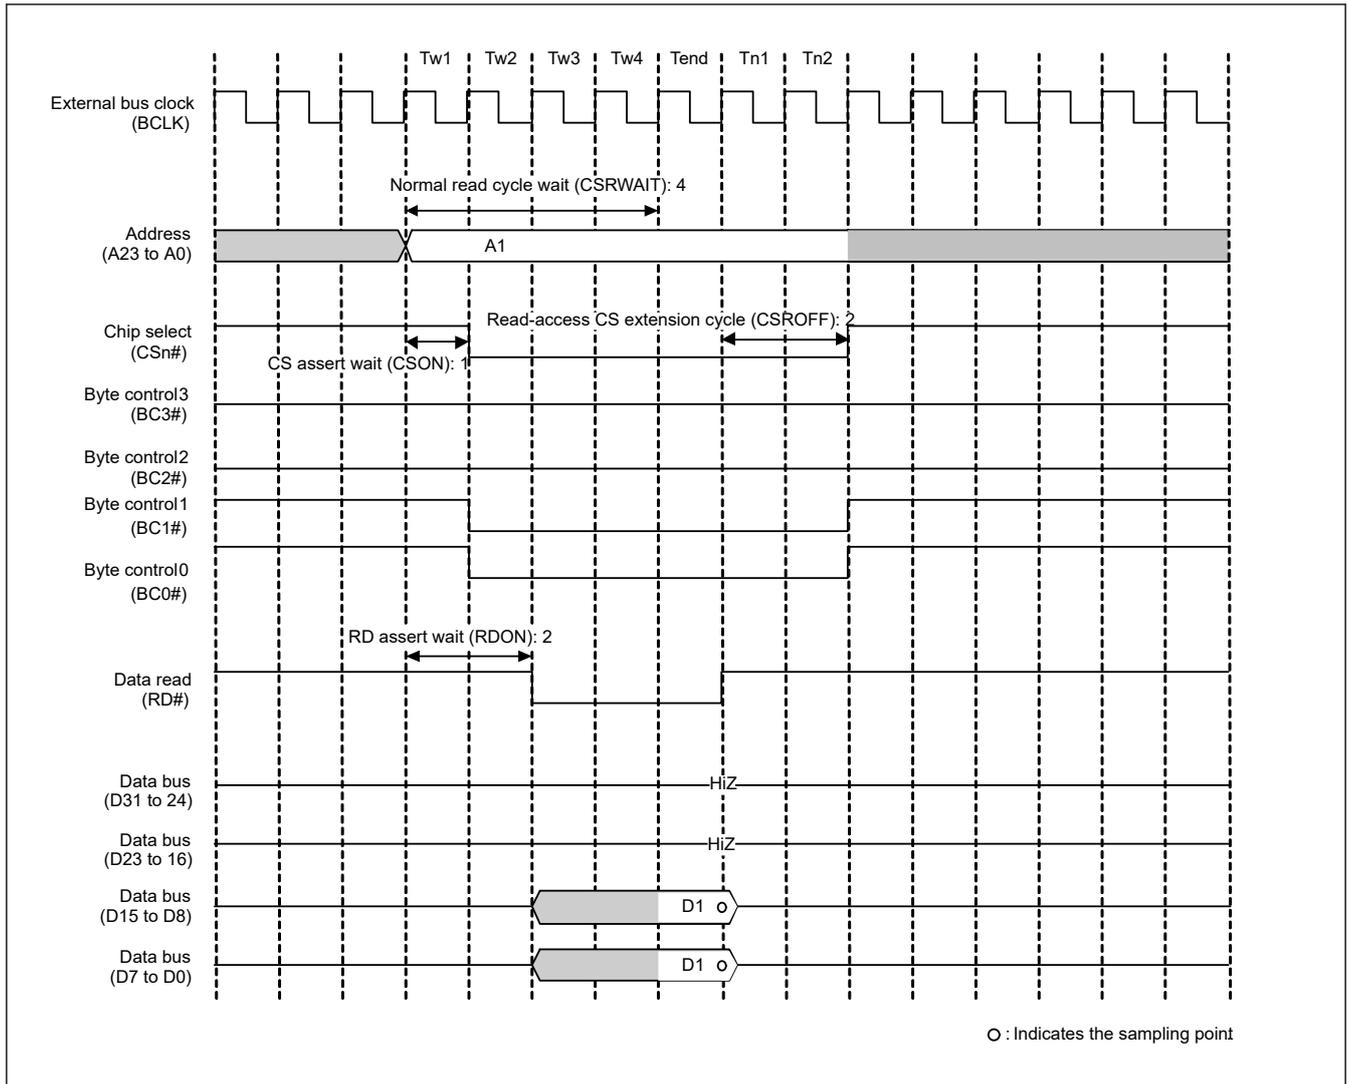 Tw1 Tw2 Tw3 Tw4 Tend Tn1 Tn2
External bus clock
(BCLK)
Normal read cycle wait (CSRWAIT): 4
Address
(A23 to A0)
A1
Read-access CS extension cycle (CSROFF): 2
Chip select
(CSn#)
CS assert wait (CSON): 1
Byte control3
(BC3#)
Byte control2
(BC2#)
Byte control1
(BC1#)
Byte control0
(BC0#)
RD assert wait (RDON): 2
Data read
(RD#)
Data bus
(D31 to 24)
HiZ
Data bus
(D23 to 16)
HiZ
Data bus
(D15 to D8)
D1
Data bus
(D7 to D0)
D1
: Indicates the sampling point